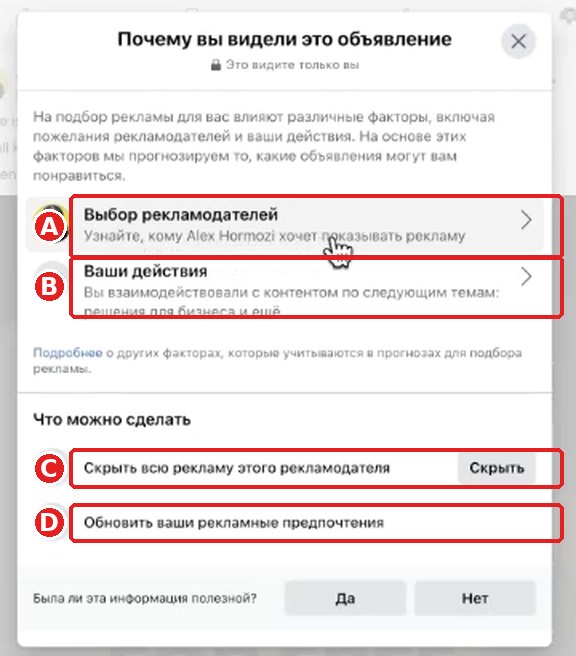 Почему вы видели это объявление
Это видите только вы
На подбор рекламы для вас влияют различные факторы, включая
пожелания рекламодателей и ваши действия. На основе этих
факторов мы прогнозируем то, какие объявления могут вам
понравиться.
A
Выбор рекламодателей
Узнайте, кому Alex Hormozi хочет показывать рекламу
B
Ваши действия
Вы взаимодействовали с контентом по следующим темам:
решения для бизнеса и ещё
Подробнее о других факторах, которые учитываются в прогнозах для подбора
рекламы.
Что можно сделать
C
Скрыть всю рекламу этого рекламодателя
Скрыть
D
Обновить ваши рекламные предпочтения
Была ли эта информация полезной?
Да
Нет